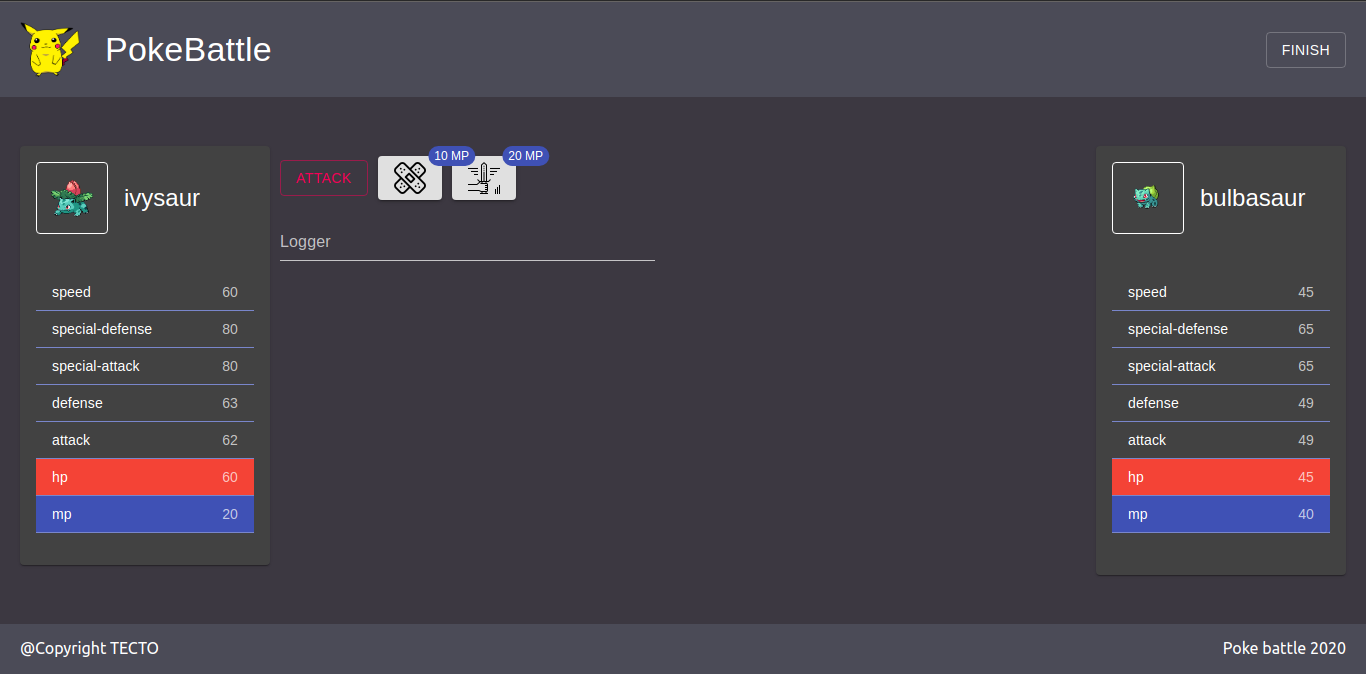 PokeBattle
FINISH
ivysaur
speed 60
special-defense 80
special-attack 80
defense 63
attack 62
hp 60
mp 20
ATTACK
10 MP
20 MP
Logger
bulbasaur
speed 45
special-defense 65
special-attack 65
defense 49
attack 49
hp 45
mp 40
@Copyright TECTO
Poke battle 2020